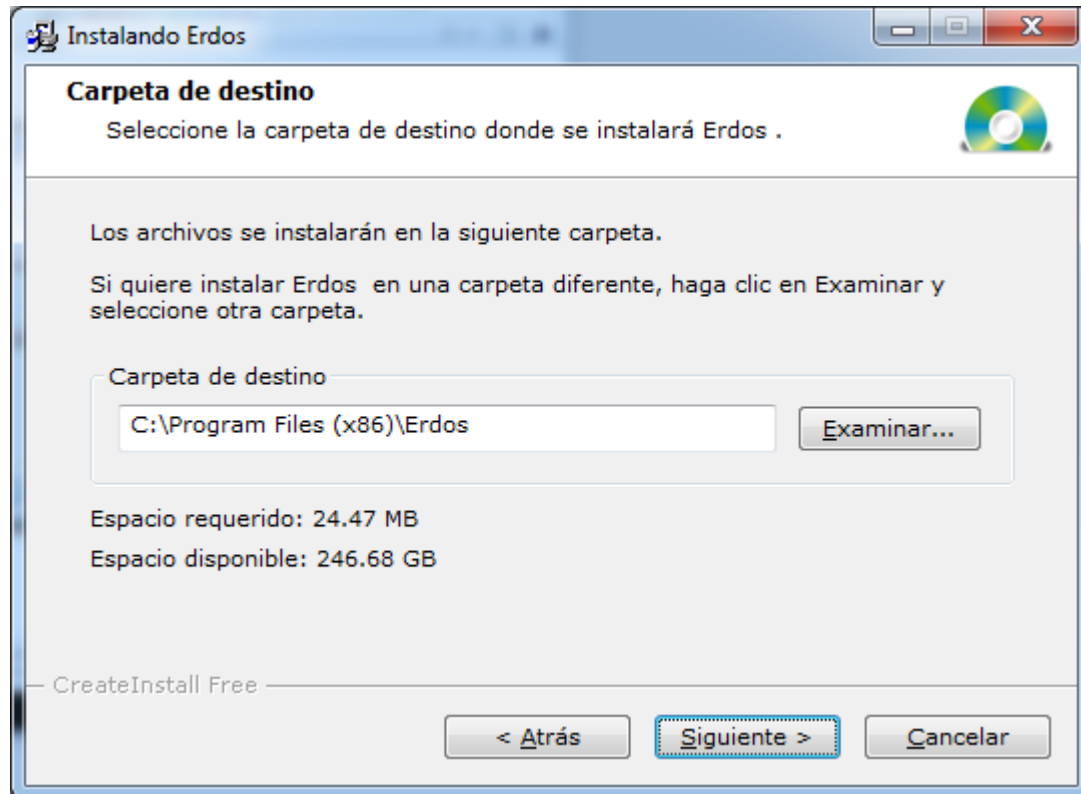 Instalando Erdos
Carpeta de destino
Seleccione la carpeta de destino donde se instalará Erdos .
Los archivos se instalarán en la siguiente carpeta.
Si quiere instalar Erdos  en una carpeta diferente, haga clic en Examinar y
seleccione otra carpeta.
Carpeta de destino
C:\Program Files (x86)\Erdos
Examinar...
Espacio requerido: 24.47 MB
Espacio disponible: 246.68 GB
CreateInstall Free
< Atrás
Siguiente >
Cancelar